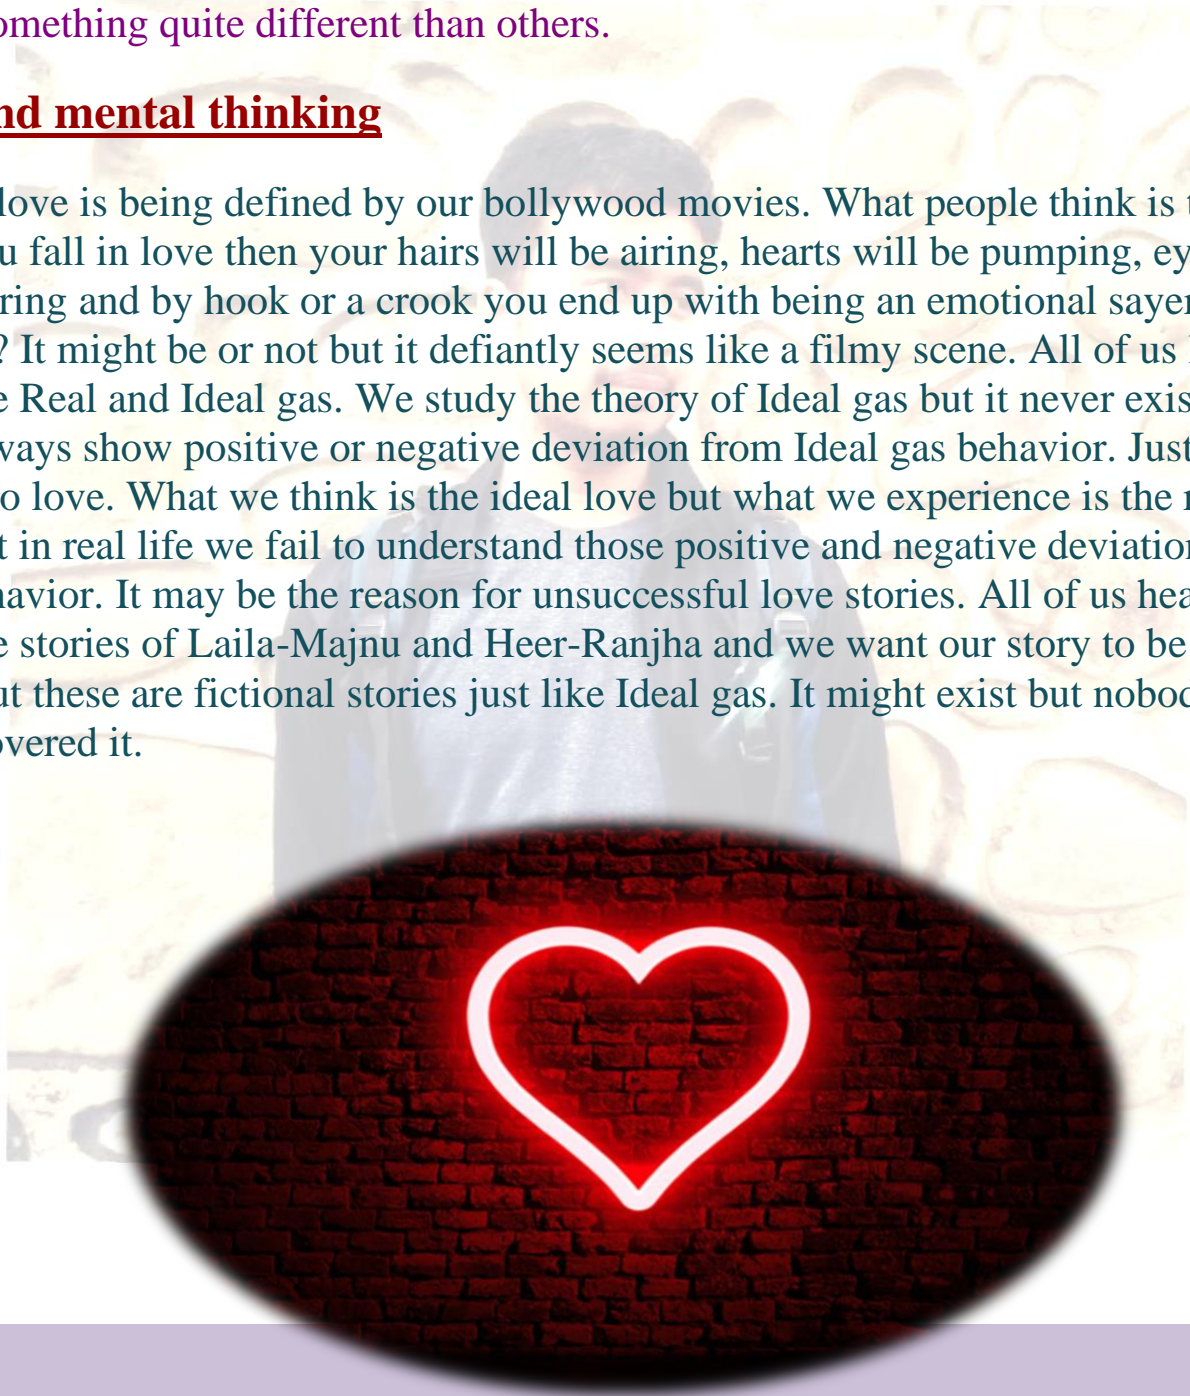 omething quite different than others.
nd mental thinking
love is being defined by our bollywood movies. What people think is t
u fall in love then your hairs will be airing, hearts will be pumping, ey
ring and by hook or a crook you end up with being an emotional sayer
? It might be or not but it defiantly seems like a filmy scene. All of us
e Real and Ideal gas. We study the theory of Ideal gas but it never exis
ways show positive or negative deviation from Ideal gas behavior. Just
o love. What we think is the ideal love but what we experience is the r
t in real life we fail to understand those positive and negative deviation
navior. It may be the reason for unsuccessful love stories. All of us hea
e stories of Laila-Majnu and Heer-Ranjha and we want our story to be
ut these are fictional stories just like Ideal gas. It might exist but noboc
overed it.